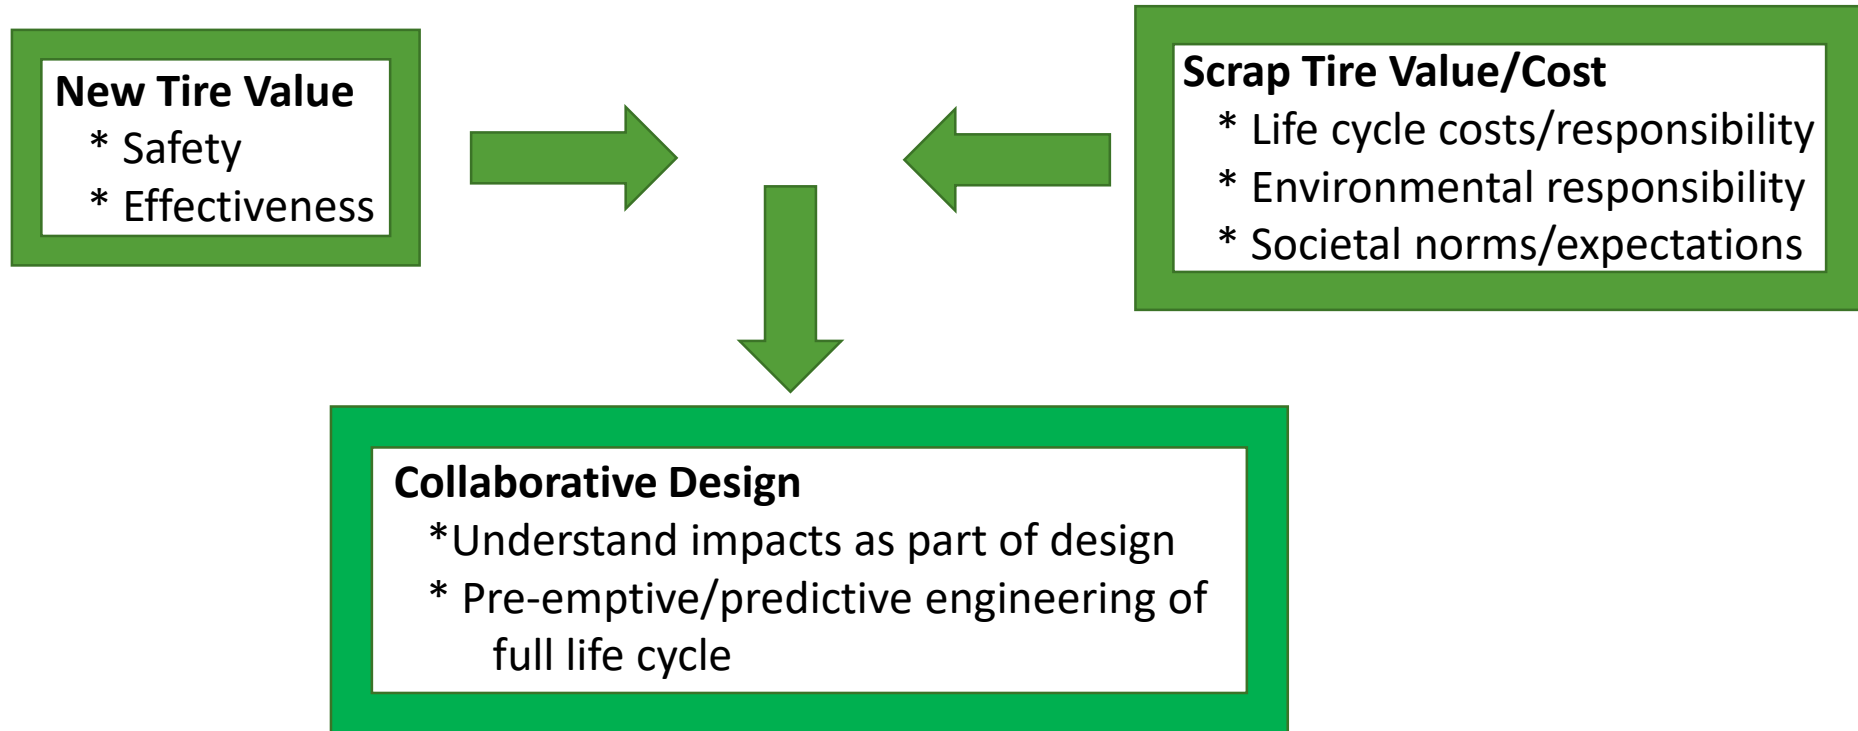 New Tire Value
* Safety
* Effectiveness
Scrap Tire Value/Cost
* Life cycle costs/responsibility
* Environmental responsibility
* Societal norms/expectations
Collaborative Design
*Understand impacts as part of design
* Pre-emptive/predictive engineering of
full life cycle